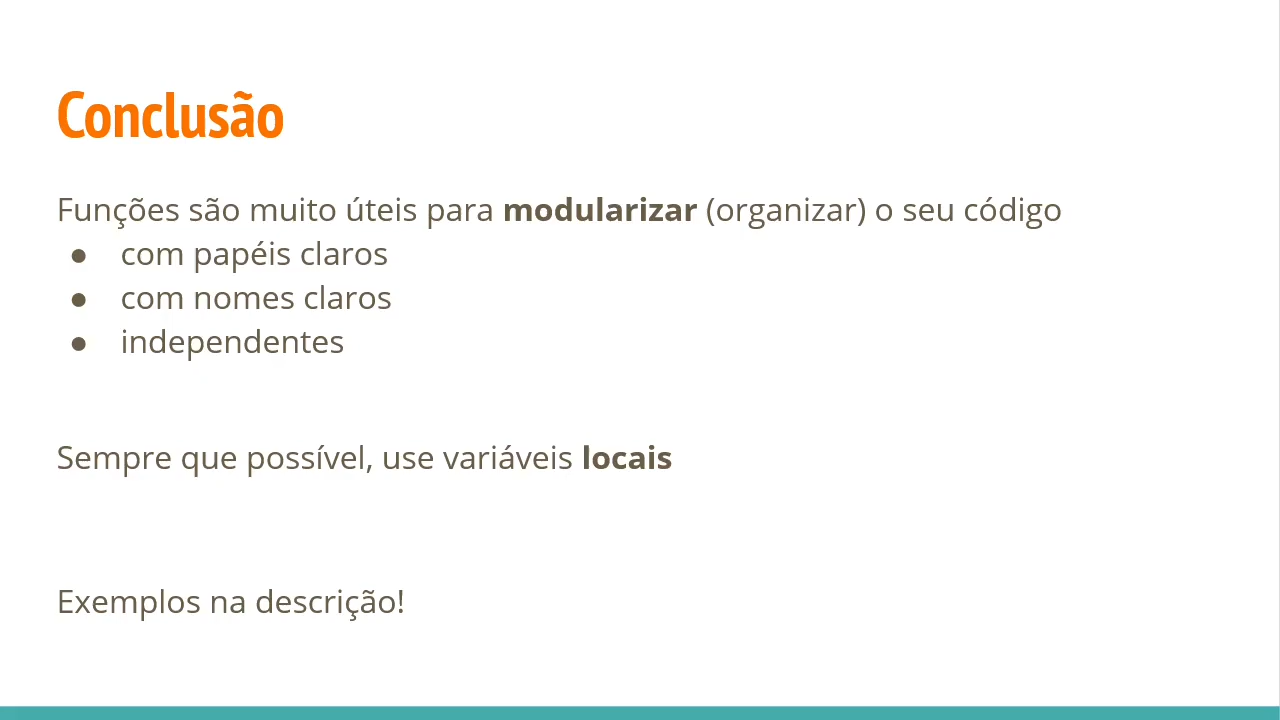 Conclusão
Funções são muito úteis para modularizar (organizar) o seu código
● com papéis claros
● com nomes claros
● independentes
Sempre que possível, use variáveis locais
Exemplos na descrição!